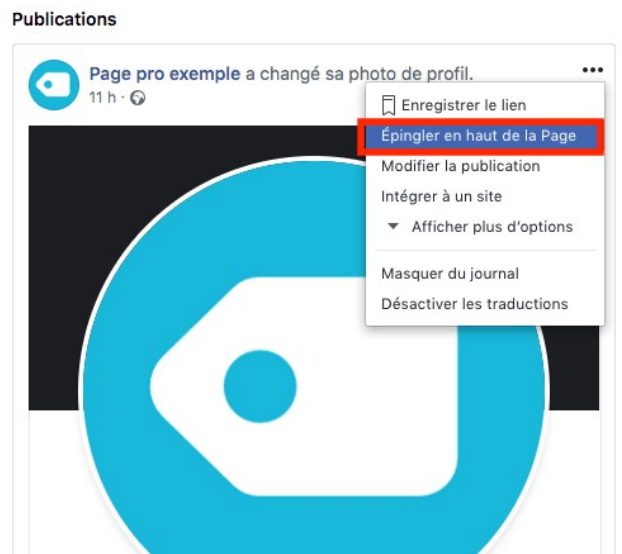 Publications
Page pro exemple a changé sa photo de profil.
11 h ·
Enregistrer le lien
Épingler en haut de la Page
Modifier la publication
Intégrer à un site
Afficher plus d'options
Masquer du journal
Désactiver les traductions